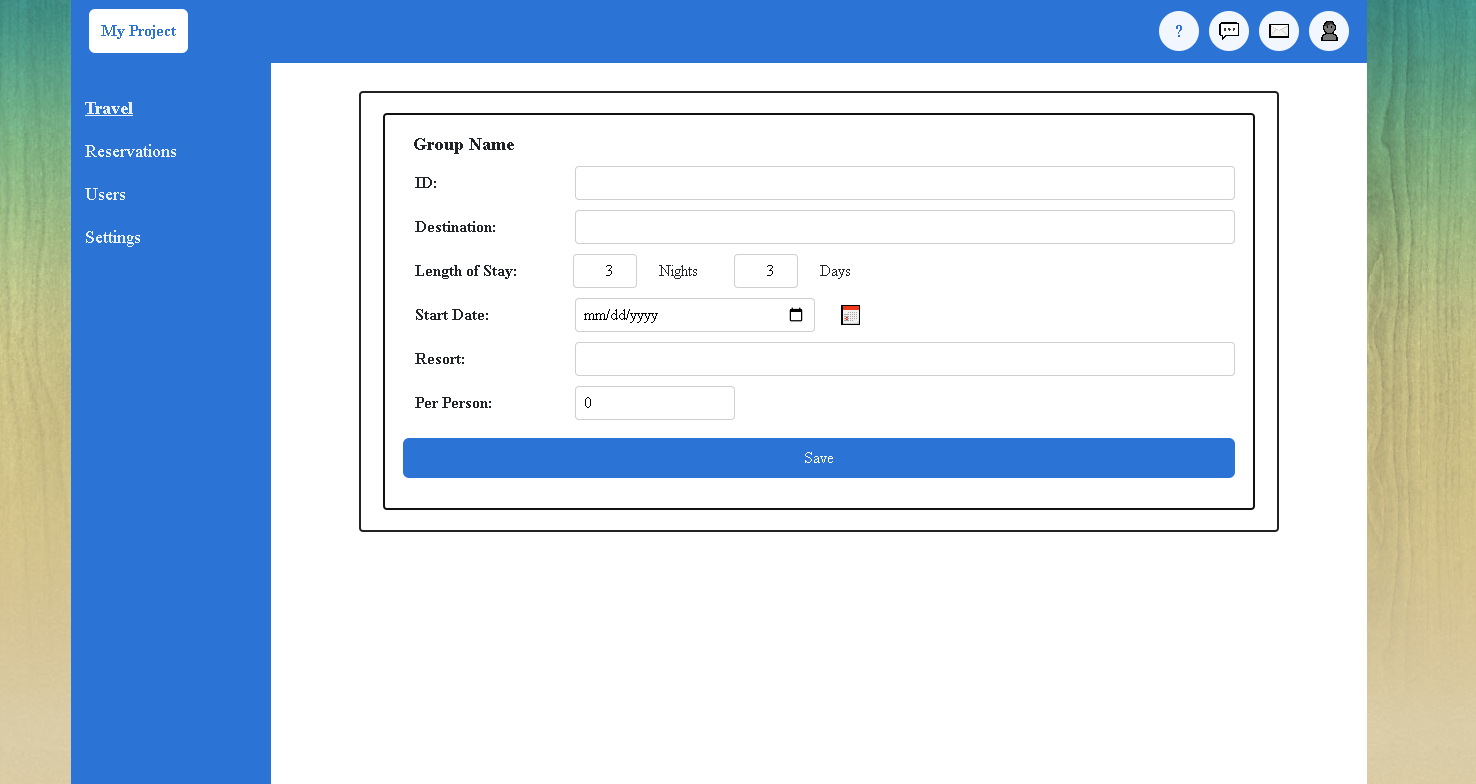 My Project
?
Travel
Reservations
Users
Settings
Group Name
ID:
Destination:
Length of Stay: 3 Nights 3 Days
Start Date: mm/dd/yyyy
Resort:
Per Person: 0
Save